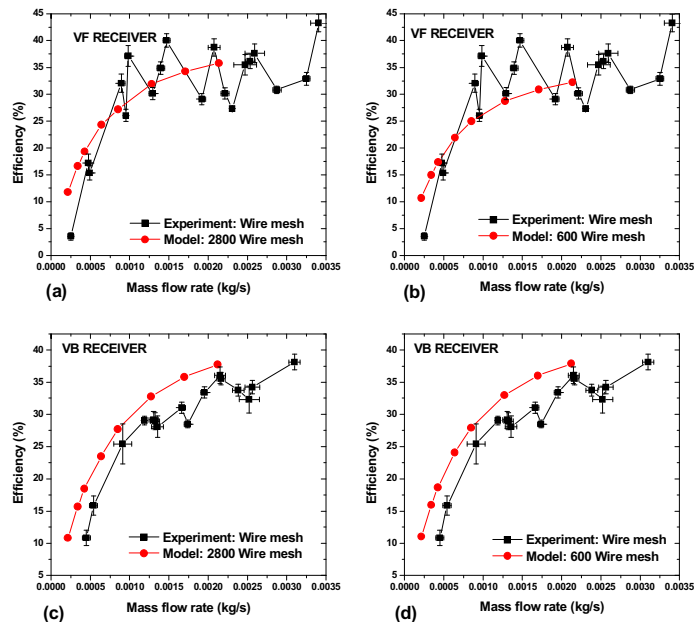 VF RECEIVER
Efficiency (%)
45
40
35
30
25
20
15
10
5
0
Experiment: Wire mesh
Model: 2800 Wire mesh
0.0000 0.0005 0.0010 0.0015 0.0020 0.0025 0.0030 0.0035
(a)
Mass flow rate (kg/s)
VF RECEIVER
Efficiency (%)
45
40
35
30
25
20
15
10
5
0
Experiment: Wire mesh
Model: 600 Wire mesh
0.0000 0.0005 0.0010 0.0015 0.0020 0.0025 0.0030 0.0035
(b)
Mass flow rate (kg/s)
VB RECEIVER
Efficiency (%)
40
35
30
25
20
15
10
5
Experiment: Wire mesh
Model: 2800 Wire mesh
0.0000 0.0005 0.0010 0.0015 0.0020 0.0025 0.0030 0.0035
(c)
Mass flow rate (kg/s)
VB RECEIVER
Efficiency (%)
40
35
30
25
20
15
10
5
Experiment: Wire mesh
Model: 600 Wire mesh
0.0000 0.0005 0.0010 0.0015 0.0020 0.0025 0.0030 0.0035
(d)
Mass flow rate (kg/s)